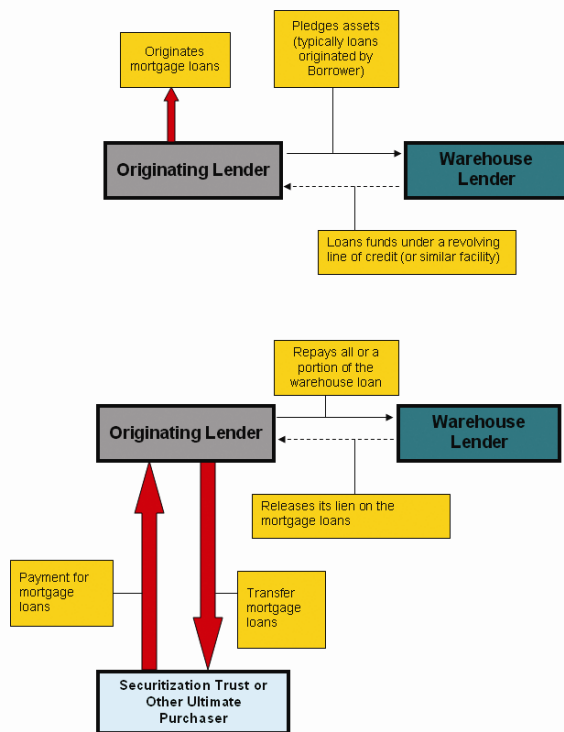 Originates
mortgage loans
Pledges assets
(typically loans
originated by
Borrower)
Originating Lender
Warehouse
Lender
Loans funds under a revolving
line of credit (or similar facility)
Repays all or a
portion of the
warehouse loan
Originating Lender
Warehouse
Lender
Releases its lien on the
mortgage loans
Payment for
mortgage
loans
Transfer
mortgage
loans
Securitization Trust or
Other Ultimate
Purchaser